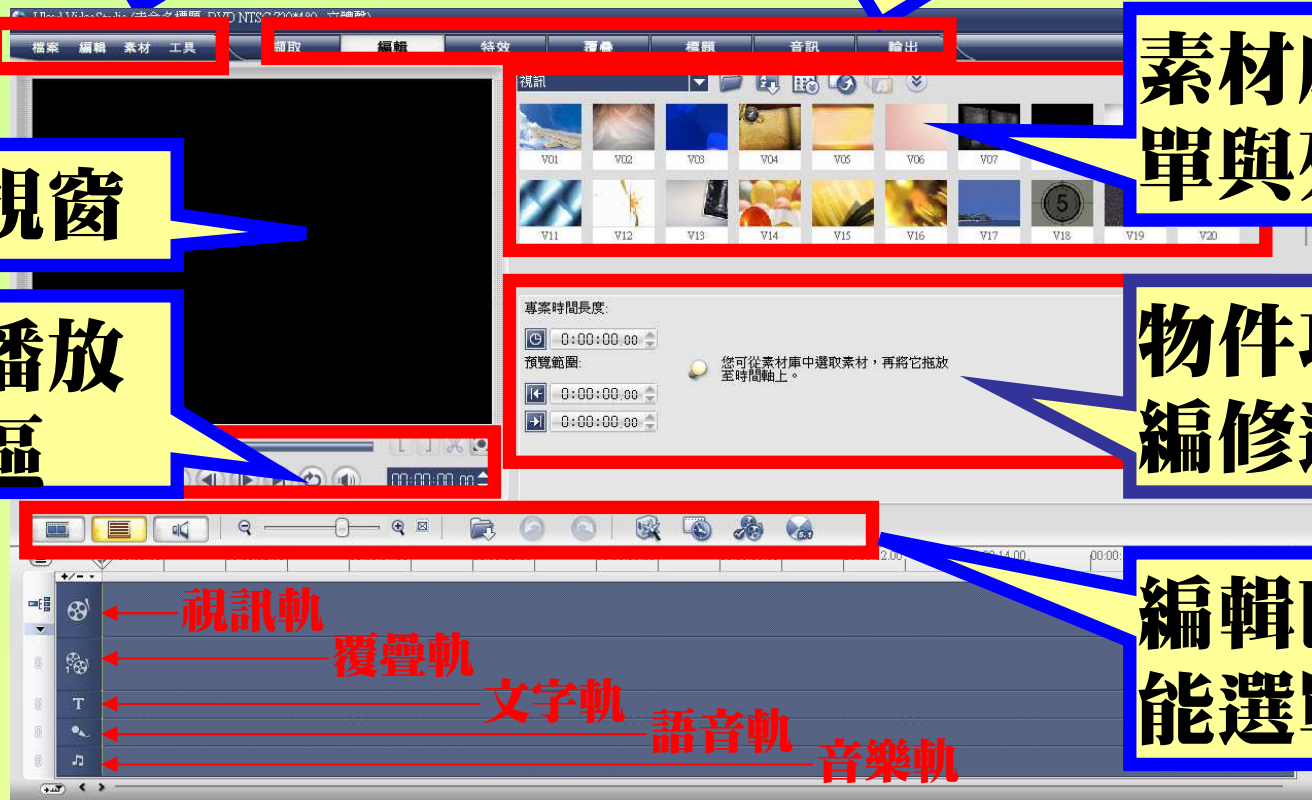 檔案 編輯 素材 工具
擷取 編輯 特效 覆疊 標題 音訊 輸出
視訊
V01 V02 V03 V04 V05 V06 V07
V11 V12 V13 V14 V15 V16 V17 V18 V19 V20
5
素材
單與
視窗
播放
區
物件
編修
專案時間長度:
0:00:00.00
預覽範圍:
0:00:00.00
0:00:00.00
您可從素材庫中選取素材,再將它拖放
至時間軸上。
00:00:00.00
5.1
編輯
能選
視訊軌
覆疊軌
文字軌
語音軌
音樂軌
T